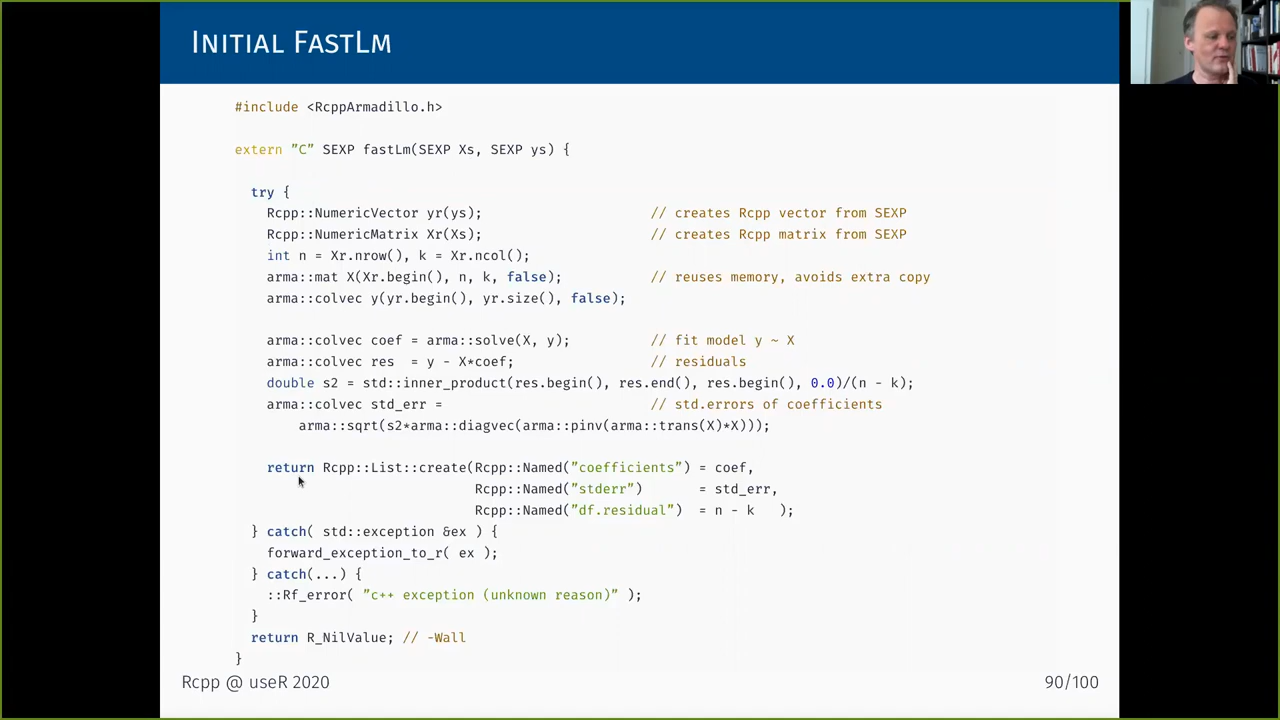 INITIAL FASTLM
#include <RcppArmadillo.h>
extern "C" SEXP fastLm(SEXP Xs, SEXP ys) {
try {
Rcpp::NumericVector yr(ys); // creates Rcpp vector from SEXP
Rcpp::NumericMatrix Xr(Xs); // creates Rcpp matrix from SEXP
int n = Xr.nrow(), k = Xr.ncol();
arma::mat X(Xr.begin(), n, k, false); // reuses memory, avoids extra copy
arma::colvec y(yr.begin(), yr.size(), false);
arma::colvec coef = arma::solve(X, y); // fit model y ~ X
arma::colvec res = y - X*coef; // residuals
double s2 = std::inner_product(res.begin(), res.end(), res.begin(), 0.0)/(n - k);
arma::colvec std_err = // std.errors of coefficients
arma::sqrt(s2*arma::diagvec(arma::pinv(arma::trans(X)*X)));
return Rcpp::List::create(Rcpp::Named("coefficients") = coef,
Rcpp::Named("stderr") = std_err,
Rcpp::Named("df.residual") = n - k );
} catch( std::exception &ex ) {
forward_exception_to_r( ex );
} catch(...) {
::Rf_error( "c++ exception (unknown reason)" );
}
return R_NilValue; // -Wall
}
Rcpp @ useR 2020
90/100